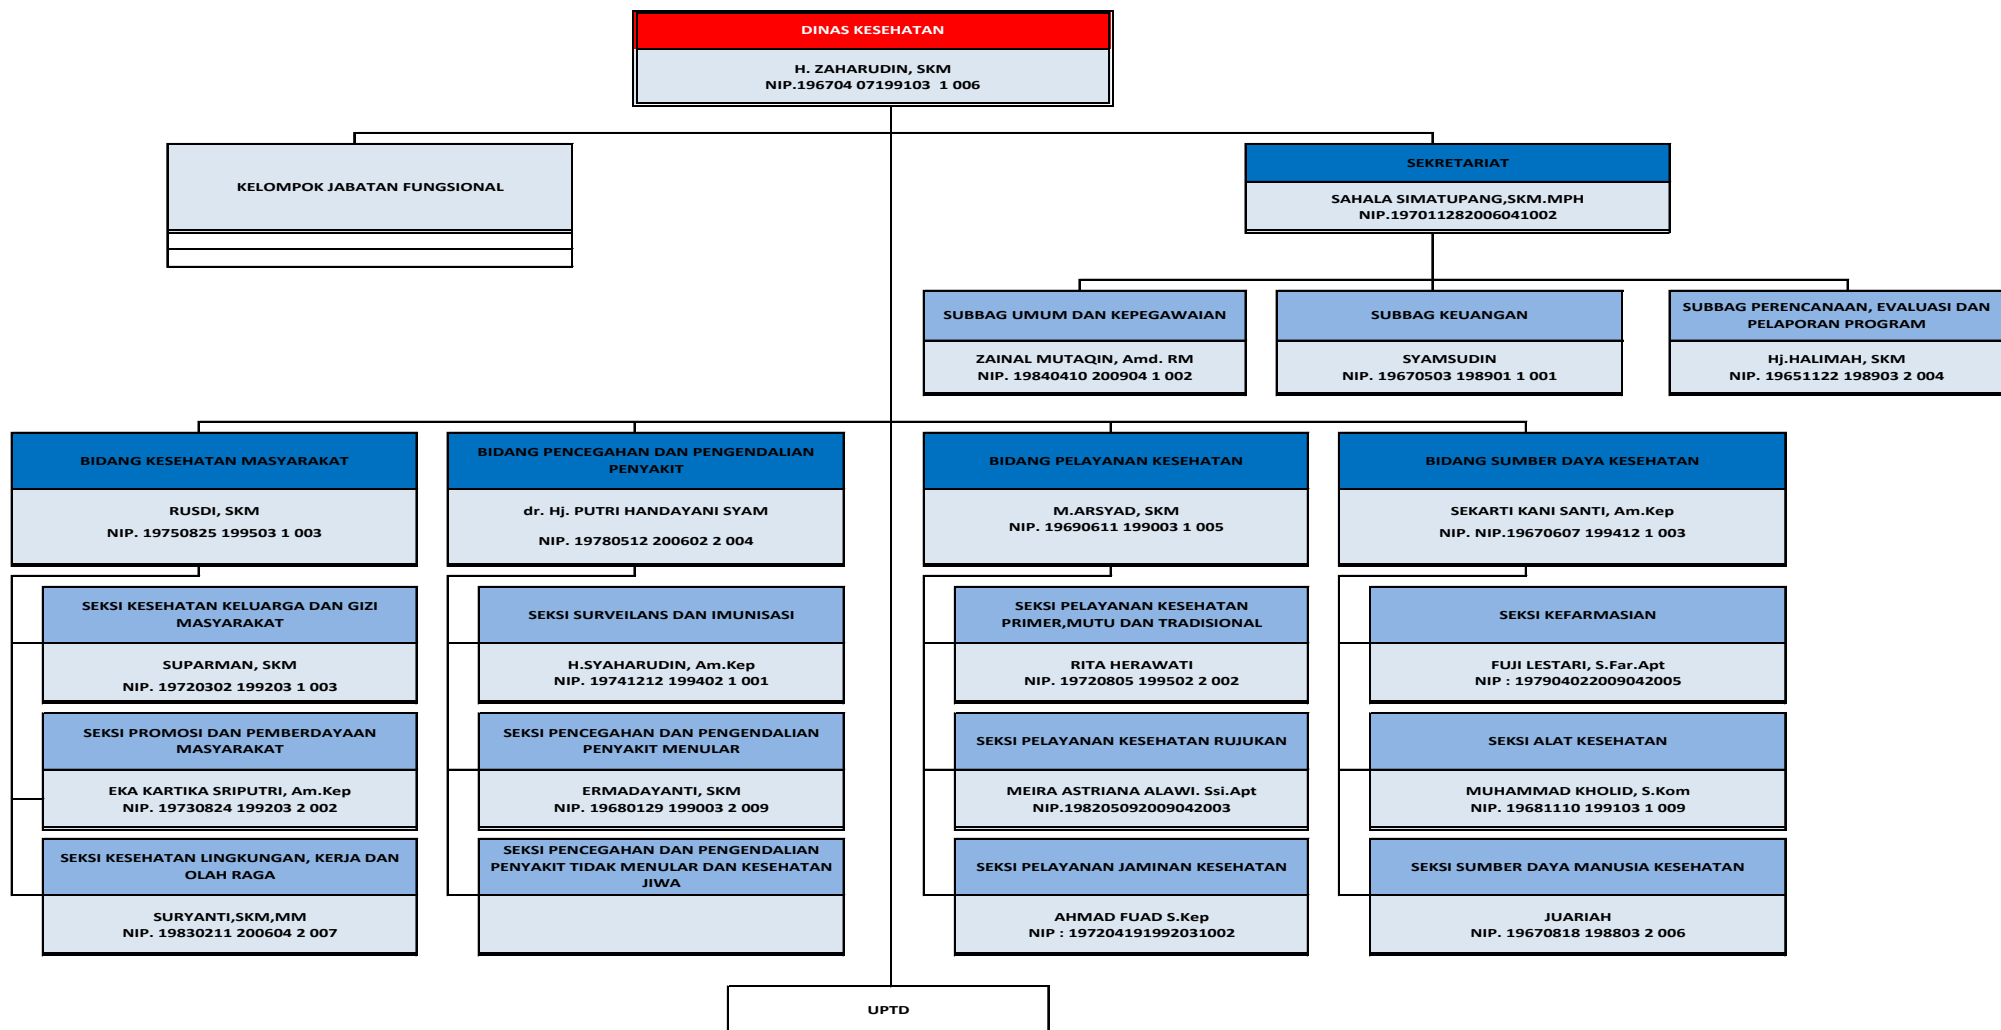 DINAS KESEHATAN
H. ZAHARUDIN, SKM
NIP.196704 07199103  1 006
KELOMPOK JABATAN FUNGSIONAL
SEKRETARIAT
SAHALA SIMATUPANG,SKM.MPH
NIP.197011282006041002
SUBBAG UMUM DAN KEPEGAWAIAN
ZAINAL MUTAQIN, Amd. RM
NIP. 19840410 200904 1 002
SUBBAG KEUANGAN
SYAMSUDIN
NIP. 19670503 198901 1 001
SUBBAG PERENCANAAN, EVALUASI DAN
PELAPORAN PROGRAM
Hj.HALIMAH, SKM
NIP. 19651122 198903 2 004
BIDANG KESEHATAN MASYARAKAT
RUSDI, SKM
NIP. 19750825 199503 1 003
SEKSI KESEHATAN KELUARGA DAN GIZI
MASYARAKAT
SUPARMAN, SKM
NIP. 19720302 199203 1 003
SEKSI PROMOSI DAN PEMBERDAYAAN
MASYARAKAT
EKA KARTIKA SRIPUTRI, Am.Kep
NIP. 19730824 199203 2 002
SEKSI KESEHATAN LINGKUNGAN, KERJA DAN
OLAH RAGA
SURYANTI,SKM,MM
NIP. 19830211 200604 2 007
BIDANG PENCEGAHAN DAN PENGENDALIAN
PENYAKIT
dr. Hj. PUTRI HANDAYANI SYAM
NIP. 19780512 200602 2 004
SEKSI SURVEILANS DAN IMUNISASI
H.SYAHARUDIN, Am.Kep
NIP. 19741212 199402 1 001
SEKSI PENCEGAHAN DAN PENGENDALIAN
PENYAKIT MENULAR
ERMADAYANTI, SKM
NIP. 19680129 199003 2 009
SEKSI PENCEGAHAN DAN PENGENDALIAN
PENYAKIT TIDAK MENULAR DAN KESEHATAN
JIWA
BIDANG PELAYANAN KESEHATAN
M.ARSYAD, SKM
NIP. 19690611 199003 1 005
SEKSI PELAYANAN KESEHATAN
PRIMER,MUTU DAN TRADISIONAL
RITA HERAWATI
NIP. 19720805 199502 2 002
SEKSI PELAYANAN KESEHATAN RUJUKAN
MEIRA ASTRIANA ALAWI. Ssi.Apt
NIP.198205092009042003
SEKSI PELAYANAN JAMINAN KESEHATAN
AHMAD FUAD S.Kep
NIP : 197204191992031002
BIDANG SUMBER DAYA KESEHATAN
SEKARTI KANI SANTI, Am.Kep
NIP. NIP.19670607 199412 1 003
SEKSI KEFARMASIAN
FUJI LESTARI, S.Far.Apt
NIP : 197904022009042005
SEKSI ALAT KESEHATAN
MUHAMMAD KHOLID, S.Kom
NIP. 19681110 199103 1 009
SEKSI SUMBER DAYA MANUSIA KESEHATAN
JUARIAH
NIP. 19670818 198803 2 006
UPTD